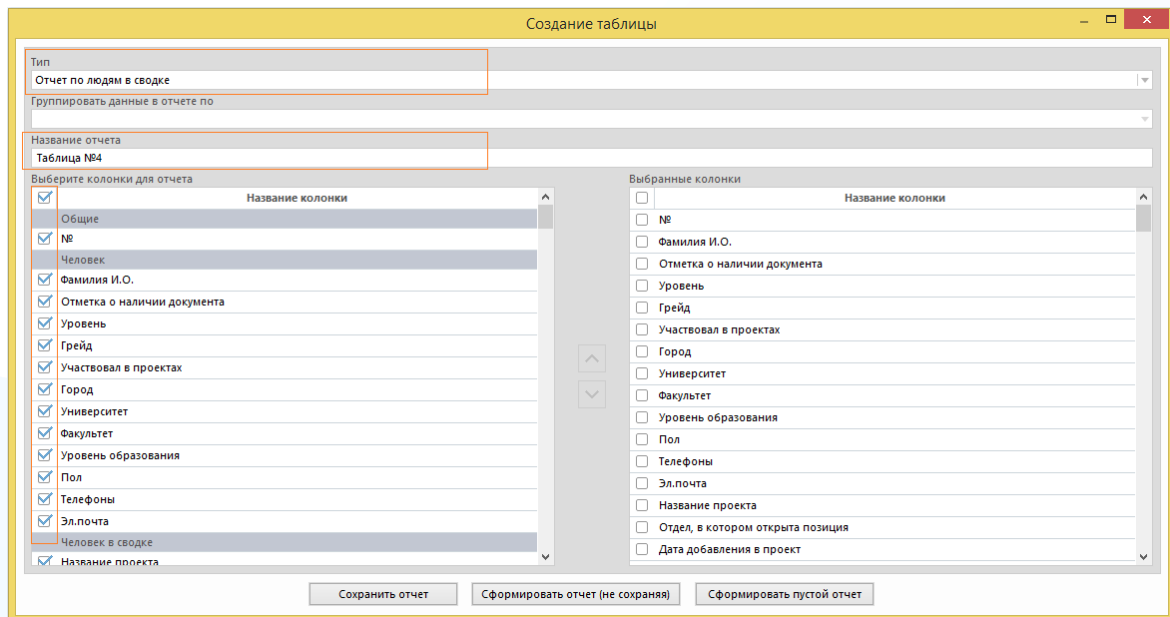 Создание таблицы
Тип
Отчет по людям в сводке
Группировать данные в отчете по
Название отчета
Таблица №4
Выберите колонки для отчета
Название колонки
Общие
№
Человек
Фамилия И.О.
Отметка о наличии документа
Уровень
Грейд
Участвовал в проектах
Город
Университет
Факультет
Уровень образования
Пол
Телефоны
Эл.почта
Человек в сводке
Название проекта
Выбранные колонки
Название колонки
№
Фамилия И.О.
Отметка о наличии документа
Уровень
Грейд
Участвовал в проектах
Город
Университет
Факультет
Уровень образования
Пол
Телефоны
Эл.почта
Название проекта
Отдел, в котором открыта позиция
Дата добавления в проект
Сохранить отчет
Сформировать отчет (не сохраняя)
Сформировать пустой отчет